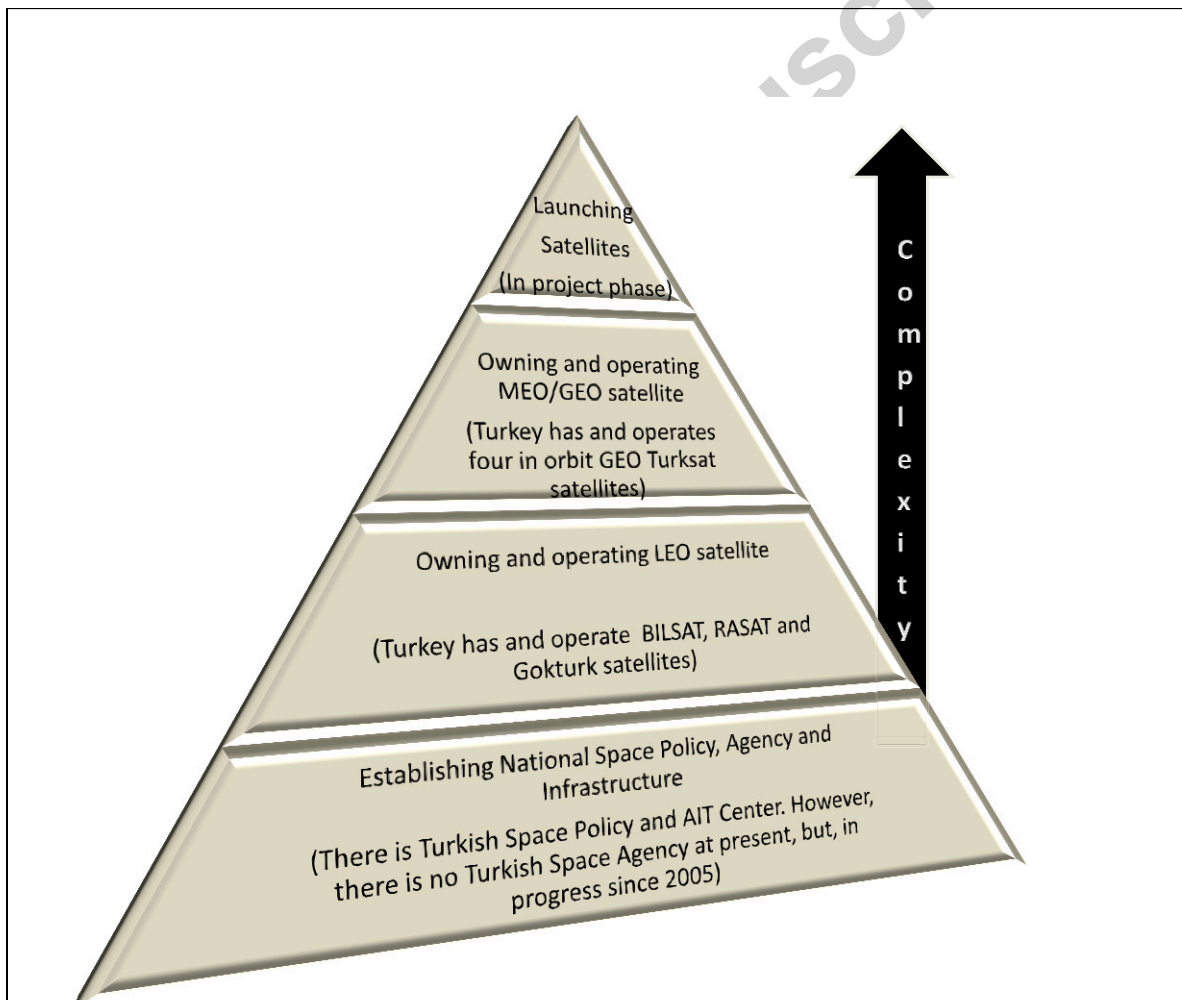 Launching
Satellites
(In project phase)
Owning and operating
MEO/GEO satellite
(Turkey has and operates
four in orbit GEO Turksat
satellites)
Owning and operating LEO satellite
(Turkey has and operate BILSAT, RASAT and
Gokturk satellites)
Establishing National Space Policy, Agency and
Infrastructure
(There is Turkish Space Policy and AIT Center. However,
there is no Turkish Space Agency at present, but, in
progress since 2005)
Complexity